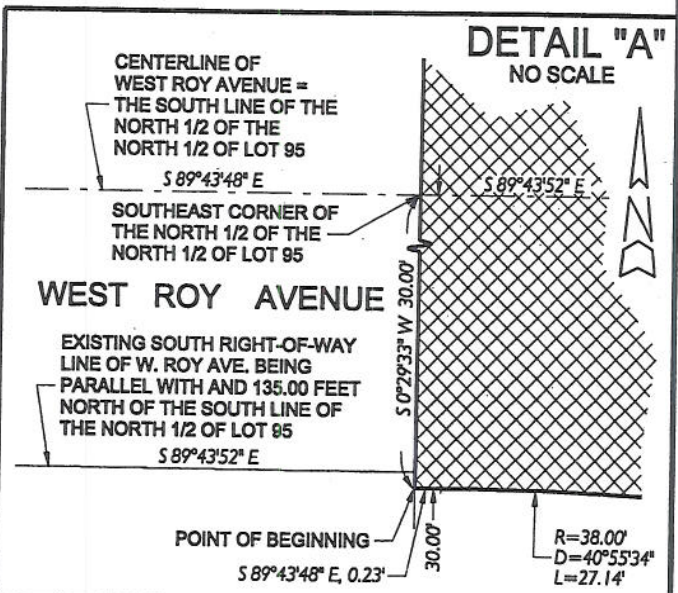 DETAIL "A"
NO SCALE
CENTERLINE OF
WEST ROY AVENUE =
THE SOUTH LINE OF THE
NORTH 1/2 OF THE
NORTH 1/2 OF LOT 95
S 89°43'48" E
S 89°43'52" E
SOUTHEAST CORNER OF
THE NORTH 1/2 OF THE
NORTH 1/2 OF LOT 95
N
WEST ROY AVENUE
S 0°29'33" W 30.00'
EXISTING SOUTH RIGHT-OF-WAY
LINE OF W. ROY AVE. BEING
PARALLEL WITH AND 135.00 FEET
NORTH OF THE SOUTH LINE OF
THE NORTH 1/2 OF LOT 95
S 89°43'52" E
POINT OF BEGINNING
S 89°43'48" E, 0.23'
30.00'
R=38.00'
D=40°55'34"
L=27.14'